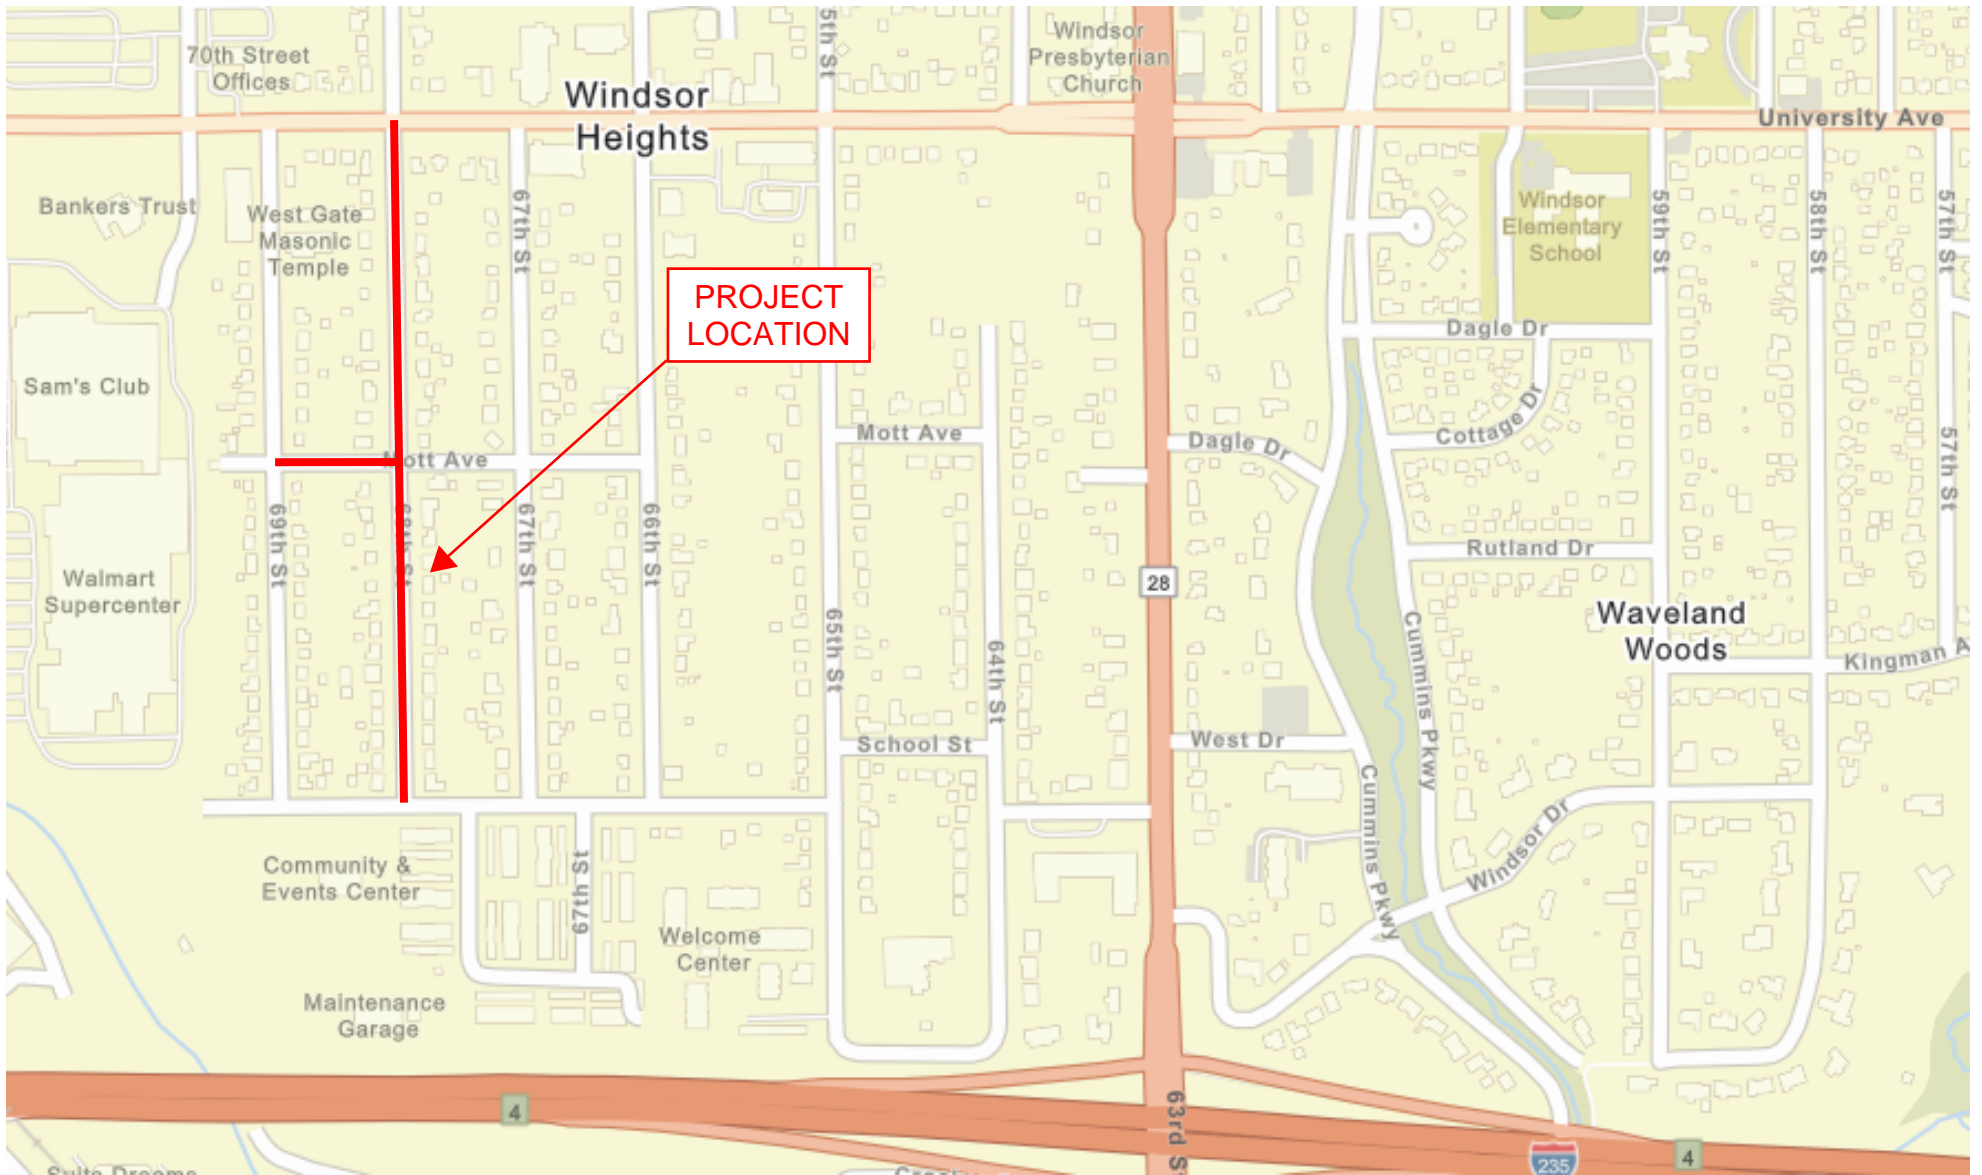 70th Street
Offices
5th St
Windsor
Presbyterian
Church
Windsor
Heights
University Ave
Bankers Trust
West Gate
Masonic
Temple
67th St
Windsor
Elementary
School
59th St
58th St
57th St
PROJECT
LOCATION
Dagle Dr
Sam's Club
Cottage Dr
Mott Ave
Dagle Dr
Mott Ave
57th St
69th St
68th St
67th St
66th St
Rutland Dr
Walmart
Supercenter
28
Waveland
Woods
65th St
64th St
Cummins Pkwy
Kingman A
School St
West Dr
Cummins Pkwy
Windsor Dr
Community &
Events Center
67th St
Welcome
Center
Maintenance
Garage
4
63rd S
235
4
Suite Dreams